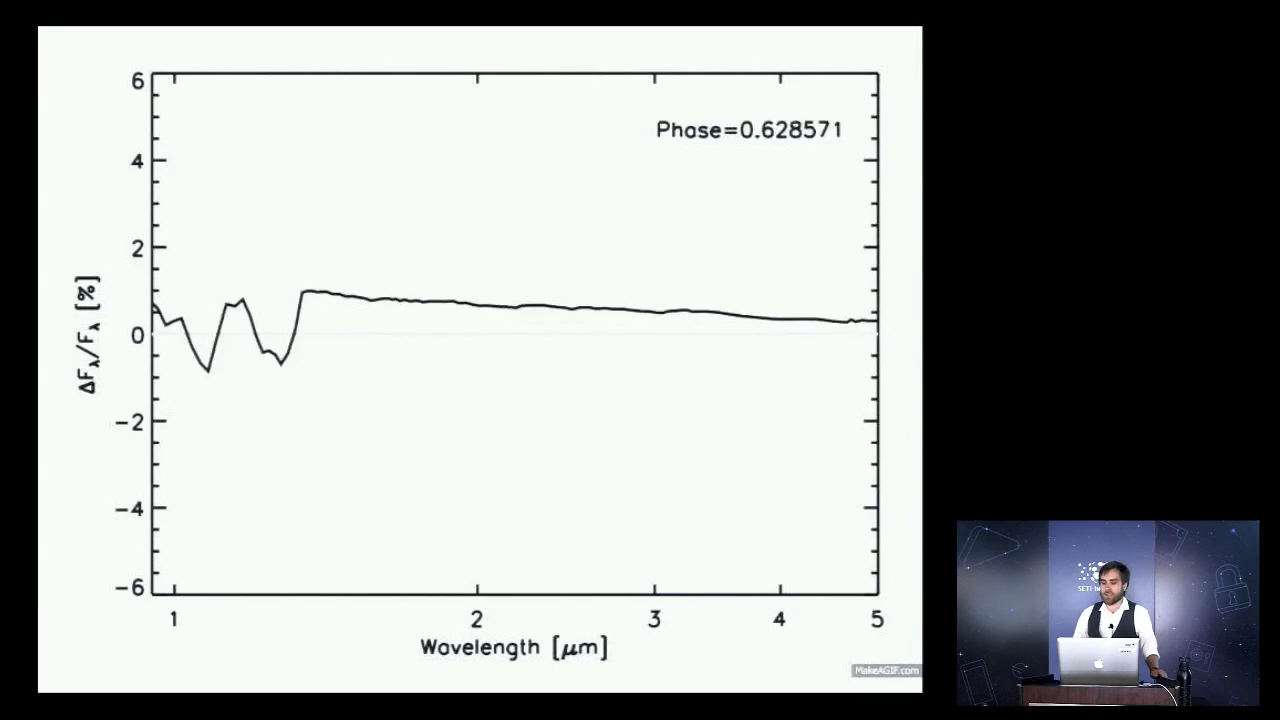 6
4
2
0
−2
−4
−6
ΔFλ/Fλ [%]
Phase=0.628571
1 2 3 4 5
Wavelength [μm]
MakeAGIF.com